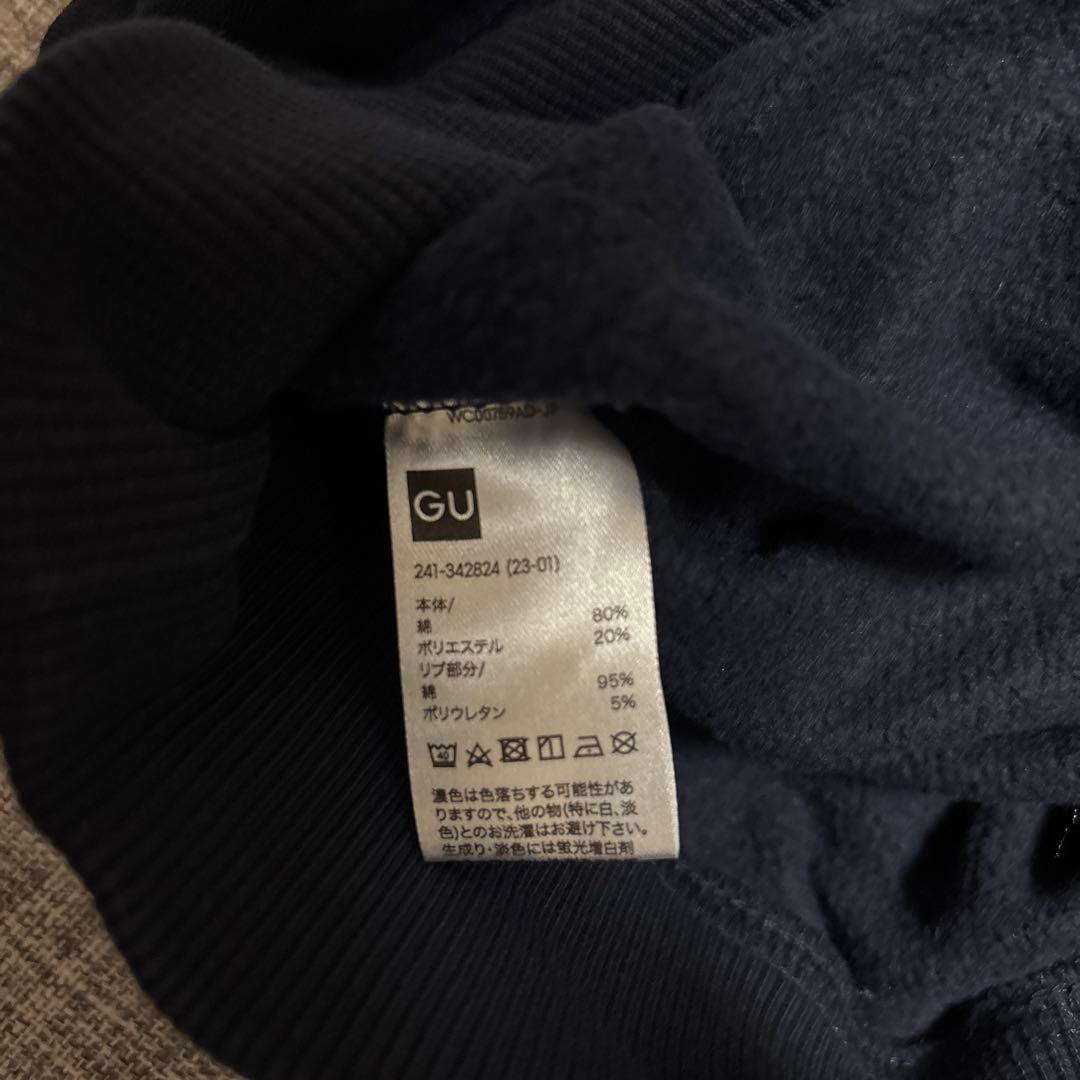 WC00789AD-JP
GU
241-342824 (23-01)
本体/
綿 80%
ポリエステル 20%
リブ部分/
綿 95%
ポリウレタン 5%
40
濃色は色落ちする可能性があ
りますので、他の物(特に白、淡
色)とのお洗濯はお避け下さい。
生成り・淡色には蛍光増白剤